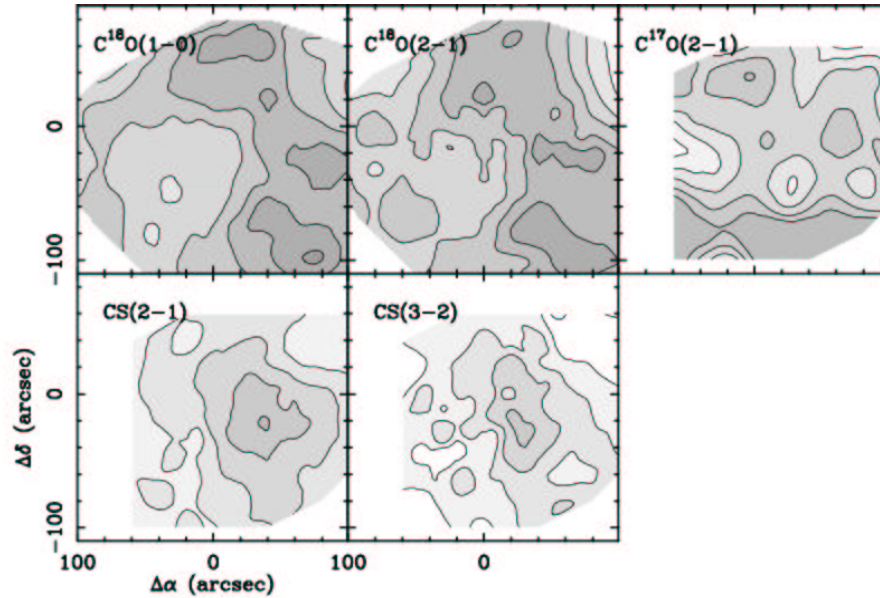 C¹⁸O(1−0)
C¹⁸O(2−1)
C¹⁷O(2−1)
0
−100
CS(2−1)
CS(3−2)
Δδ (arcsec)
0
−100
100
0
100
0
Δα (arcsec)